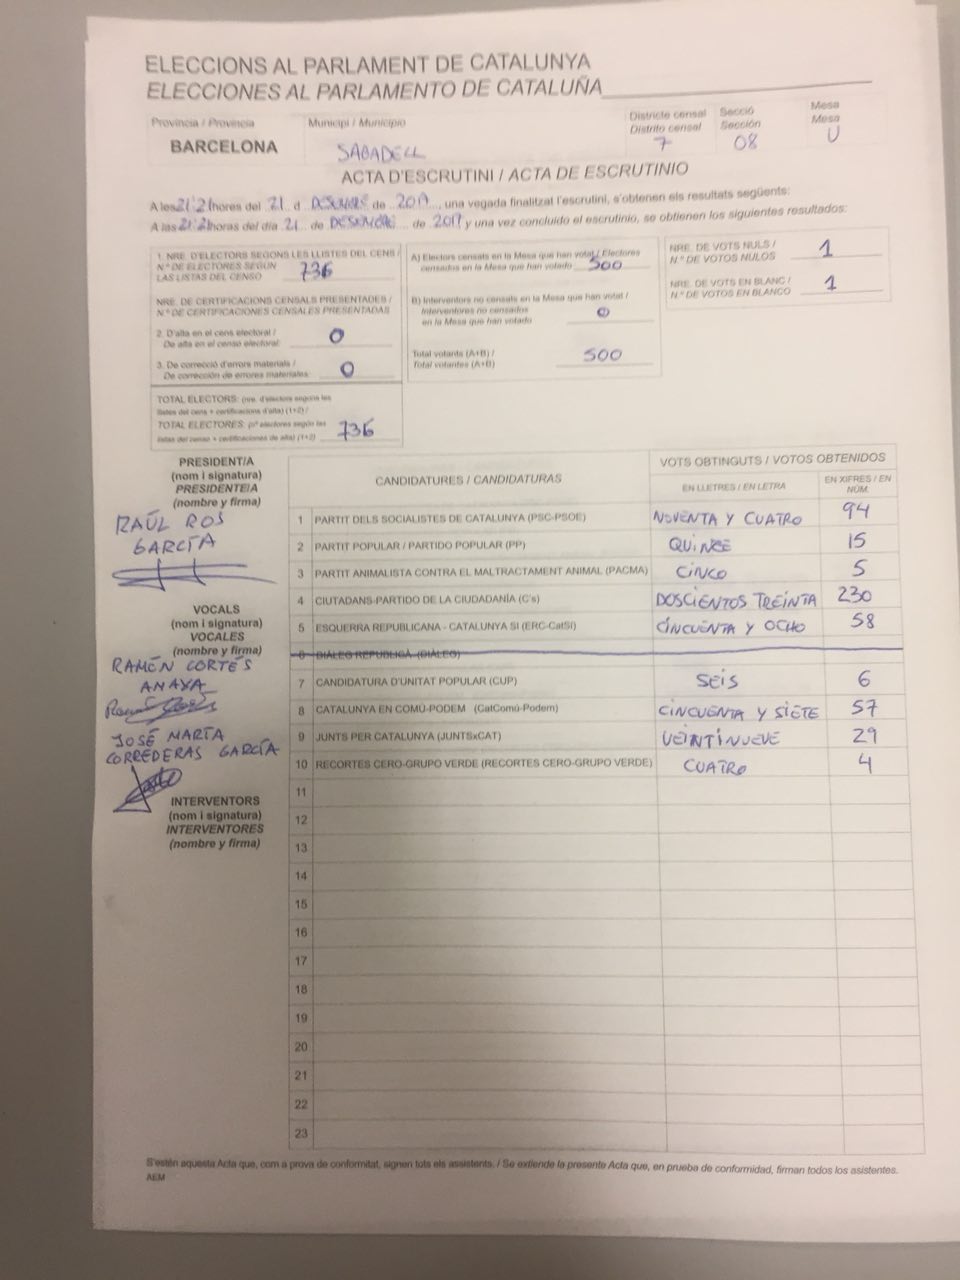 ELECCIONS AL PARLAMENT DE CATALUNYA
ELECCIONES AL PARLAMENTO DE CATALUÑA
Província / Provincia
BARCELONA
Municipi / Municipio
SABADELL
Districte censal
Distrito censal
7
Secció
Sección
08
Mesa
Mesa
U
ACTA D'ESCRUTINI / ACTA DE ESCRUTINIO
A les 21:21 hores del 21 d de 2017, una vegada finalitzat l'escrutini, s'obtenen els resultats següents:
A las 21:21 horas del día 21 de de 2017 y una vez concluido el escrutinio, se obtienen los siguientes resultados:
1. NRE. D'ELECTORS SEGONS LES LLISTES DEL CENS /
N.º DE ELECTORES SEGÚN
LAS LISTAS DEL CENSO 736
NRE. DE CERTIFICACIONS CENSALS PRESENTADES /
N.º DE CERTIFICACIONES CENSALES PRESENTADAS
2. D'alta en el cens electoral /
De alta en el censo electoral: 0
3. De correcció d'errors materials /
De corrección de errores materiales: 0
TOTAL ELECTORS: (nre. d'electors segons les
llistes del cens + certificacions d'alta) (1+2) /
TOTAL ELECTORES: (nº electores según las
listas del censo + certificaciones de alta) (1+2) 736
A) Electors censats en la Mesa que han votat / Electores
censados en la Mesa que han votado 500
B) Interventors no censats en la Mesa que han votat /
Interventores no censados
en la Mesa que han votado 0
Total votants (A+B) /
Total votantes (A+B) 500
NRE. DE VOTS NULS /
N.º DE VOTOS NULOS 1
NRE. DE VOTS EN BLANC /
N.º DE VOTOS EN BLANCO 1
PRESIDENT/A
(nom i signatura)
PRESIDENTE/A
(nombre y firma)
RAÚL ROS
GARCÍA
VOCALS
(nom i signatura)
VOCALES
(nombre y firma)
RAMÓN CORTÉS
ANAYA
JOSÉ MARÍA
CORREDERAS GARCÍA
INTERVENTORS
(nom i signatura)
INTERVENTORES
(nombre y firma)
CANDIDATURES / CANDIDATURAS
VOTS OBTINGUTS / VOTOS OBTENIDOS
EN LLETRES / EN LETRA
EN XIFRES / EN NÚM.
1 PARTIT DELS SOCIALISTES DE CATALUNYA (PSC-PSOE) NOVENTA Y CUATRO 94
2 PARTIT POPULAR / PARTIDO POPULAR (PP) QUINCE 15
3 PARTIT ANIMALISTA CONTRA EL MALTRACTAMENT ANIMAL (PACMA) CINCO 5
4 CIUTADANS-PARTIDO DE LA CIUDADANÍA (C's) DOSCIENTOS TREINTA 230
5 ESQUERRA REPUBLICANA - CATALUNYA SÍ (ERC-CatSí) CINCUENTA Y OCHO 58
6 DIÀLEG REPUBLICÀ (DIÀLEG)
7 CANDIDATURA D'UNITAT POPULAR (CUP) SEIS 6
8 CATALUNYA EN COMÚ-PODEM (CatComú-Podem) CINCUENTA Y SIETE 57
9 JUNTS PER CATALUNYA (JUNTSxCAT) VEINTINUEVE 29
10 RECORTES CERO-GRUPO VERDE (RECORTES CERO-GRUPO VERDE) CUATRO 4
11
12
13
14
15
16
17
18
19
20
21
22
23
S'estén aquesta Acta que, com a prova de conformitat, signen tots els assistents. / Se extiende la presente Acta que, en prueba de conformidad, firman todos los asistentes.
AEM